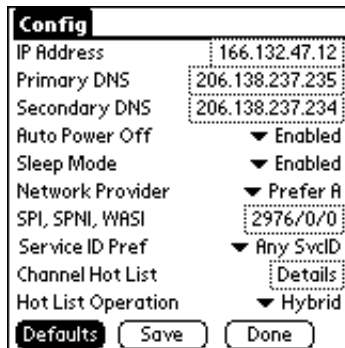 Config
IP Address 166.132.47.12
Primary DNS 206.138.237.235
Secondary DNS 206.138.237.234
Auto Power Off Enabled
Sleep Mode Enabled
Network Provider Prefer A
SPI, SPNI, WASI 2976/0/0
Service ID Pref Any SvcID
Channel Hot List Details
Hot List Operation Hybrid
Defaults Save Done